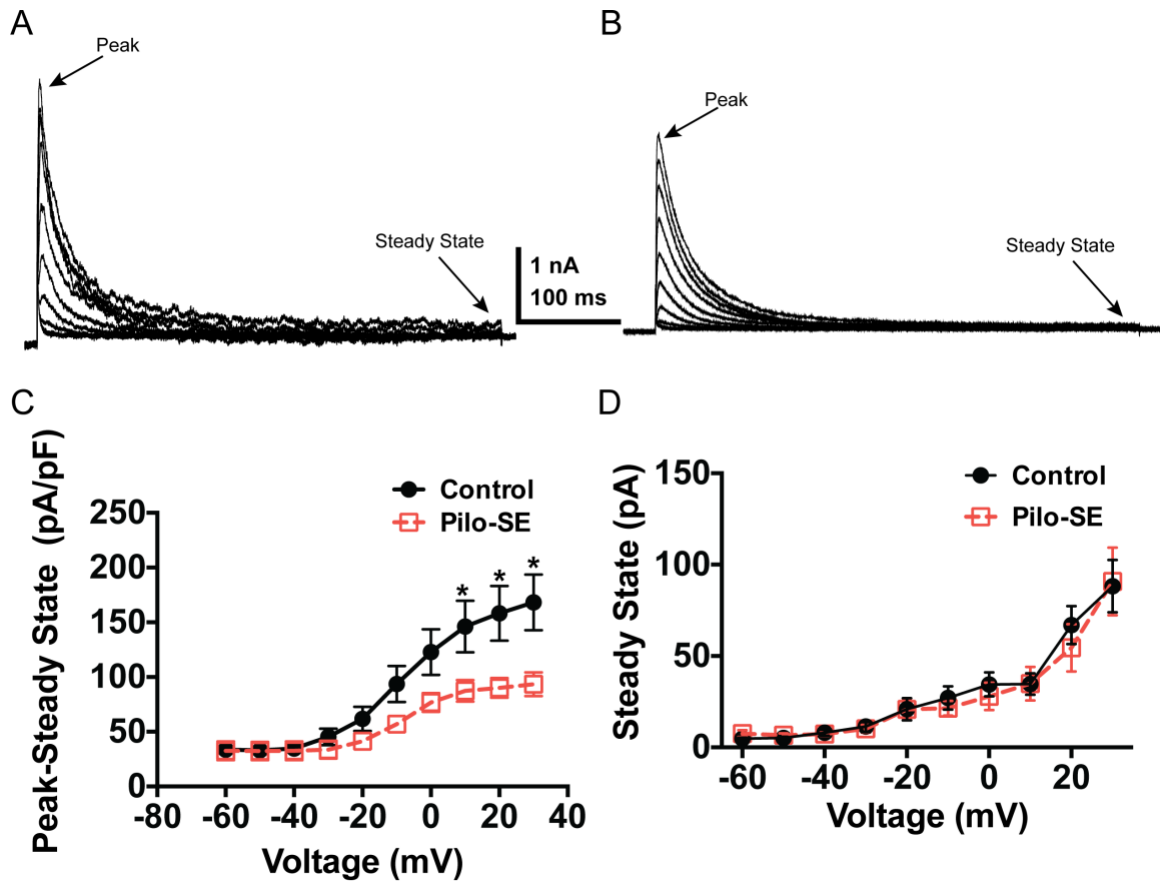 A
Peak
Steady State
1 nA
100 ms
B
Peak
Steady State
C
Peak-Steady State (pA/pF)
Control
Pilo-SE
250
200
150
100
50
0
* * *
-80 -60 -40 -20 0 20 40
Voltage (mV)
D
Steady State (pA)
Control
Pilo-SE
150
100
50
0
-60 -40 -20 0 20
Voltage (mV)